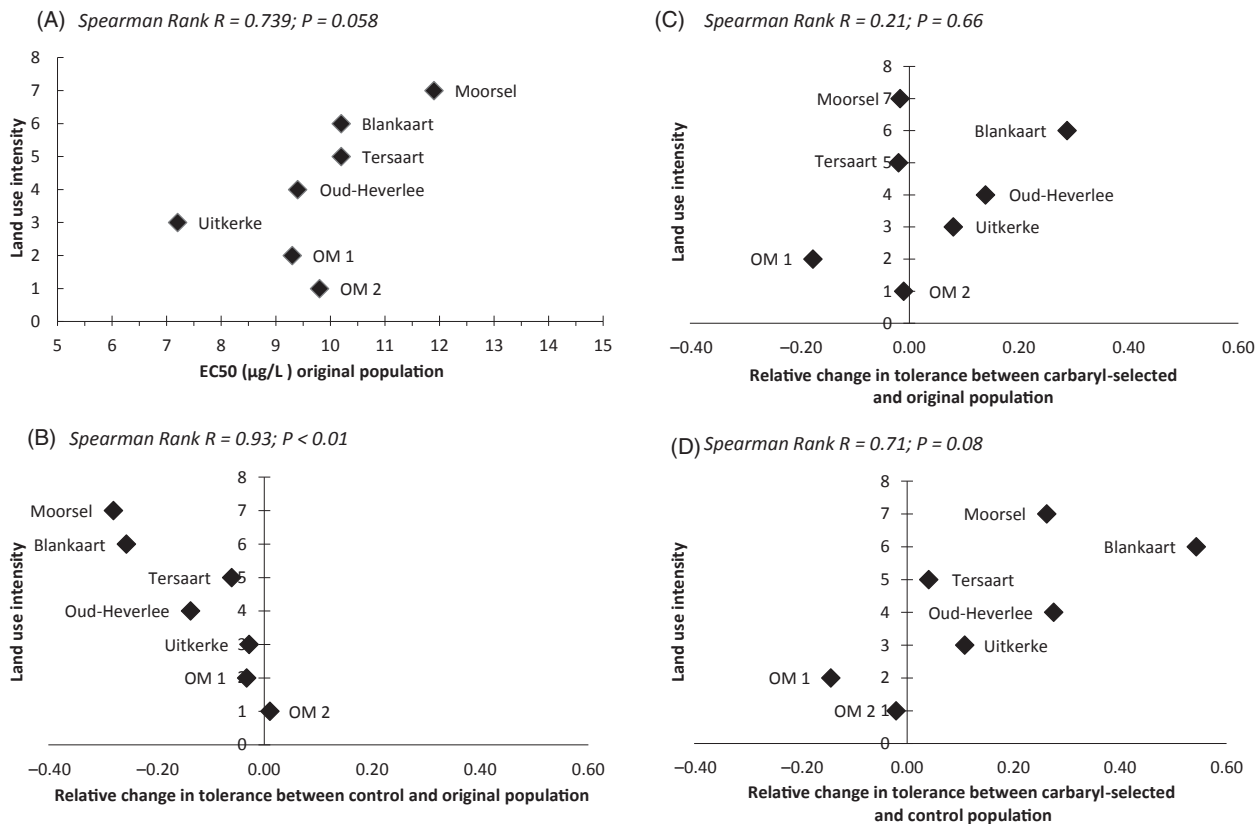 (A) Spearman Rank R = 0.739; P = 0.058
8
7
6
5
4
3
2
1
0
Land use intensity
Moorsel
Blankaart
Tersaart
Oud-Heverlee
Uitkerke
OM 1
OM 2
5 6 7 8 9 10 11 12 13 14 15
EC50 (µg/L ) original population
(B) Spearman Rank R = 0.93; P < 0.01
8
7
6
5
4
3
2
1
0
Land use intensity
Moorsel
Blankaart
Tersaart
Oud-Heverlee
Uitkerke
OM 1
OM 2
–0.40 –0.20 0.00 0.20 0.40 0.60
Relative change in tolerance between control and original population
(C) Spearman Rank R = 0.21; P = 0.66
8
7
6
5
4
3
2
1
0
Land use intensity
Moorsel
Blankaart
Tersaart
Oud-Heverlee
Uitkerke
OM 1
OM 2
–0.40 –0.20 0.00 0.20 0.40 0.60
Relative change in tolerance between carbaryl-selected
and original population
(D) Spearman Rank R = 0.71; P = 0.08
8
7
6
5
4
3
2
1
0
Land use intensity
Moorsel
Blankaart
Tersaart
Oud-Heverlee
Uitkerke
OM 1
OM 2
–0.40 –0.20 0.00 0.20 0.40 0.60
Relative change in tolerance between carbaryl-selected
and control population